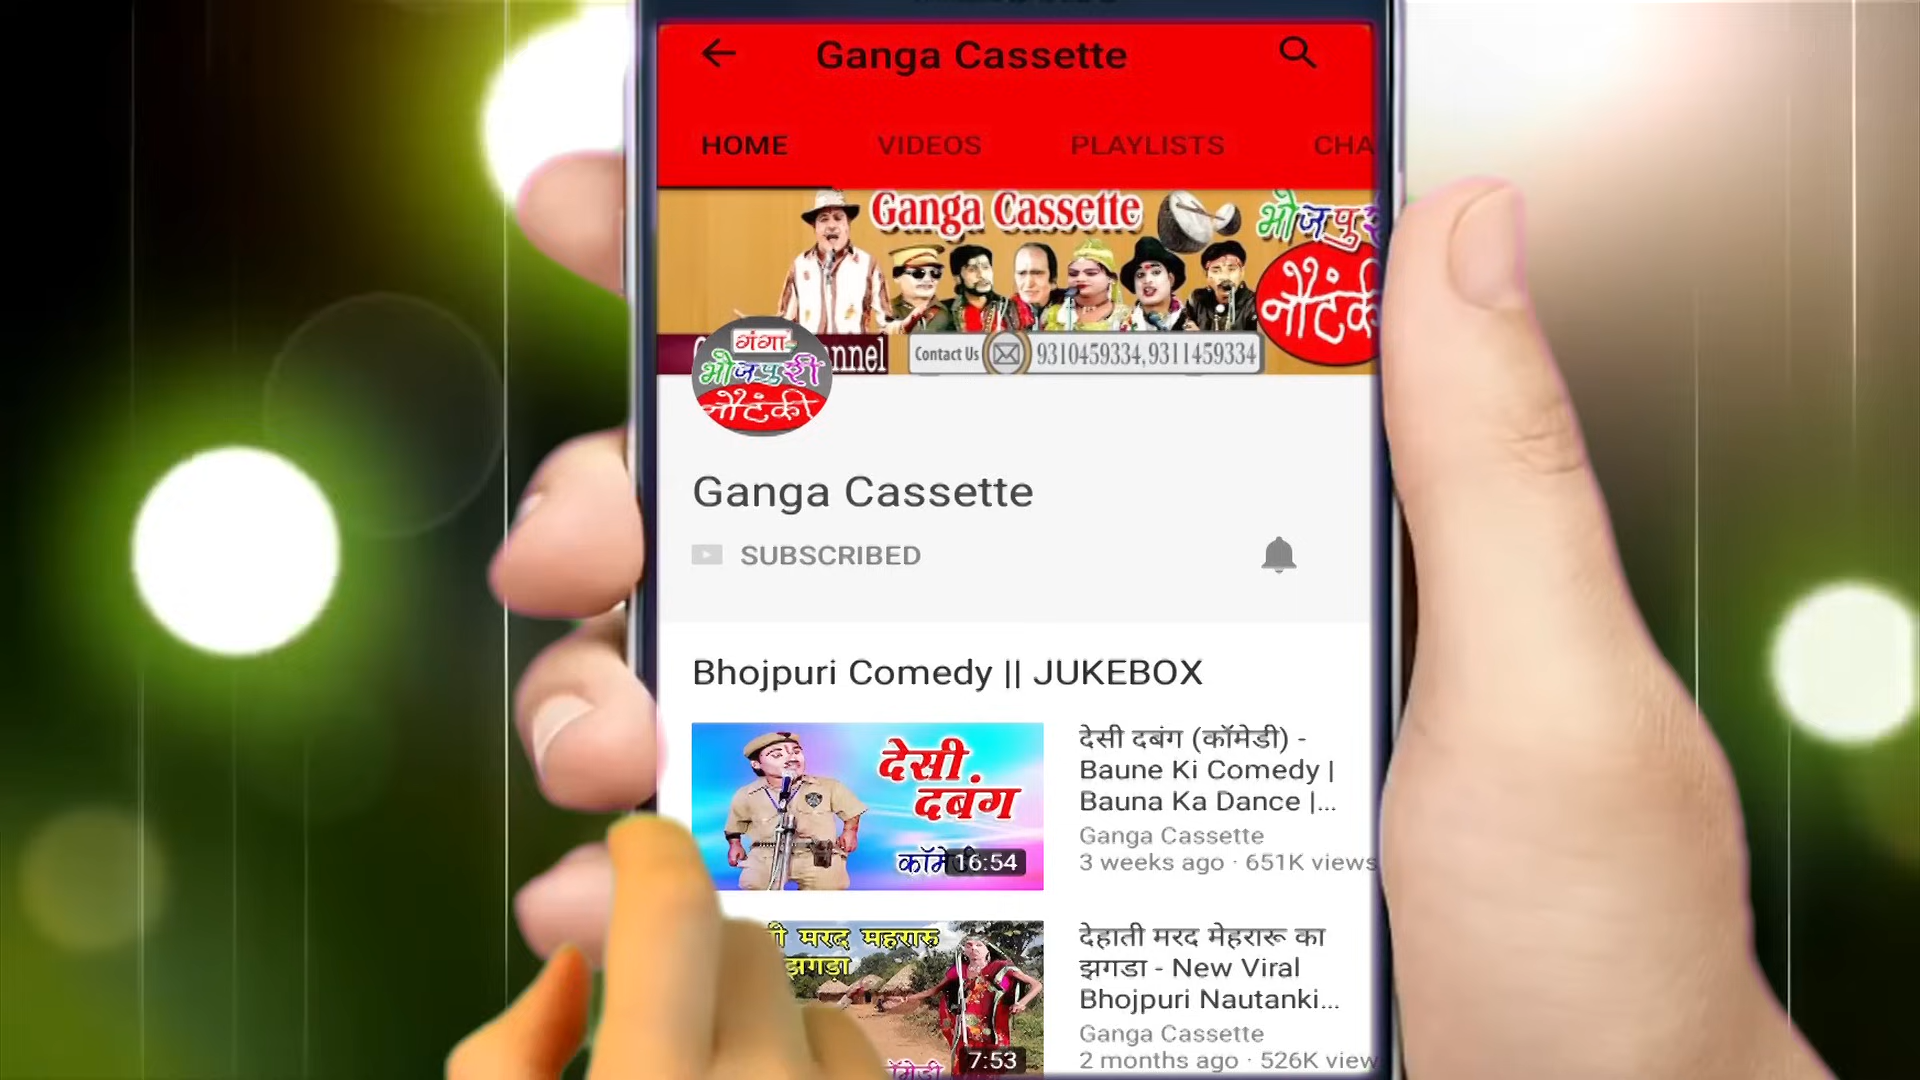 Ganga Cassette
HOME VIDEOS PLAYLISTS CHA
Ganga Cassette
भोजपुरी
नौटंकी
nnel
Contact Us 9310459334,9311459334
गंगा
भोजपुरी
नौटंकी
Ganga Cassette
SUBSCRIBED
Bhojpuri Comedy || JUKEBOX
देसी
दबंग
16:54
देसी दबंग (कॉमेडी) -
Baune Ki Comedy |
Bauna Ka Dance |...
Ganga Cassette
3 weeks ago · 651K views
मरद महरारू
झगड़ा
7:53
देहाती मरद मेहरारू का
झगडा - New Viral
Bhojpuri Nautanki...
Ganga Cassette
2 months ago · 526K view